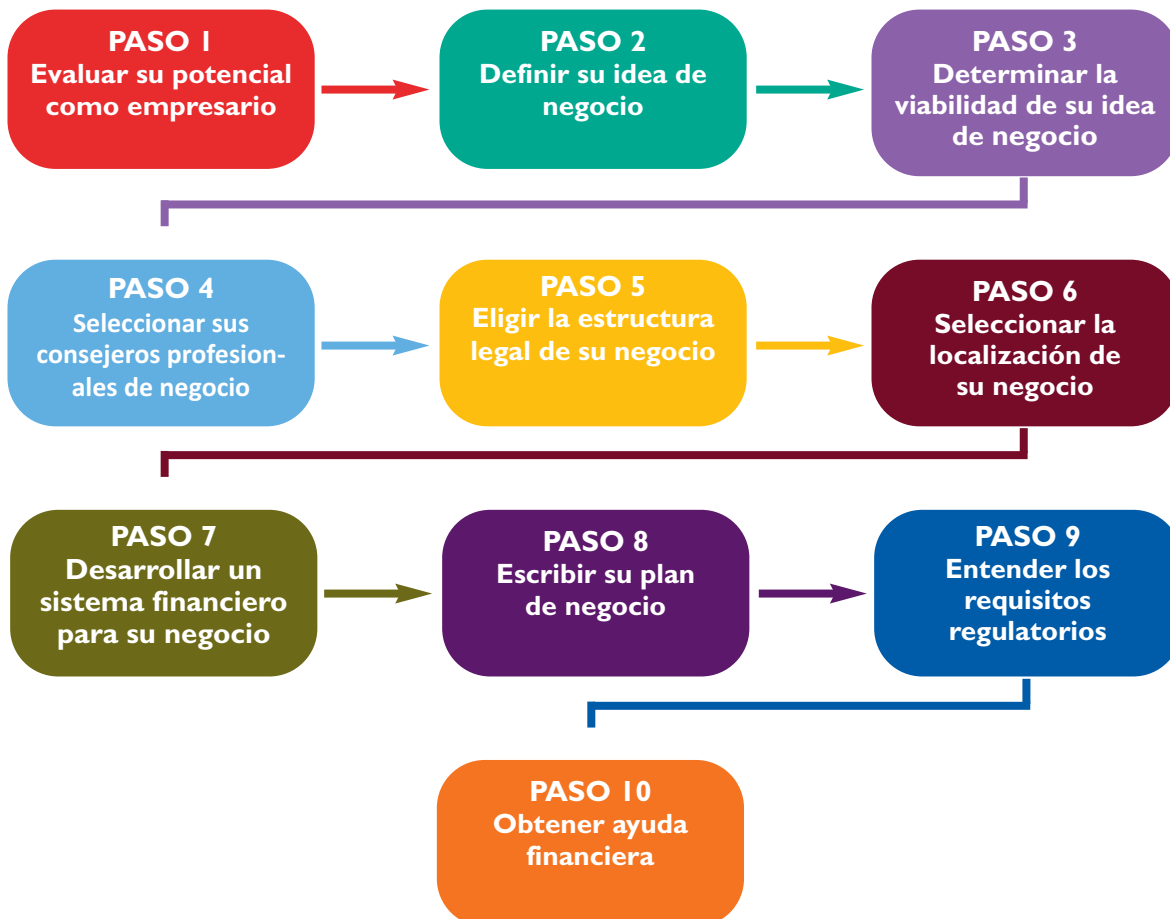 PASO 1
Evaluar su potencial
como empresario
PASO 2
Definir su idea de
negocio
PASO 3
Determinar la
viabilidad de su idea
de negocio
PASO 4
Seleccionar sus
consejeros profesion-
ales de negocio
PASO 5
Eligir la estructura
legal de su negocio
PASO 6
Seleccionar la
localización de
su negocio
PASO 7
Desarrollar un
sistema financiero
para su negocio
PASO 8
Escribir su plan
de negocio
PASO 9
Entender los
requisitos
regulatorios
PASO 10
Obtener ayuda
financiera